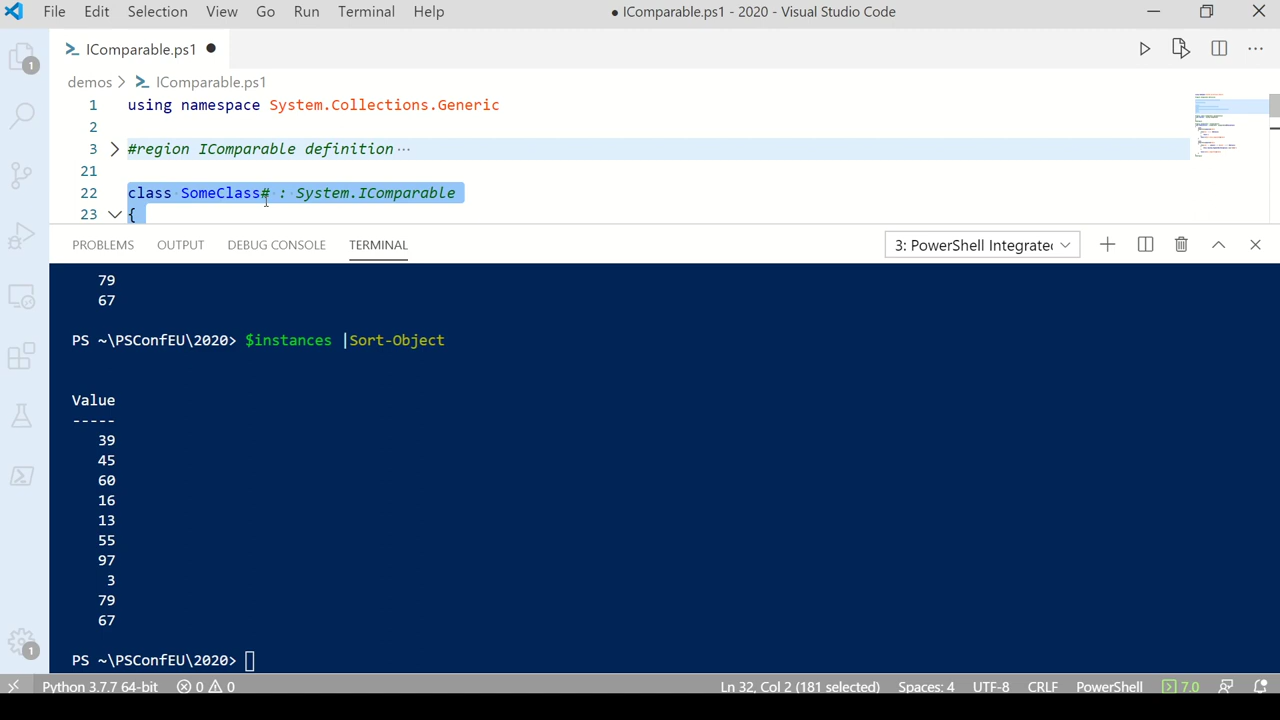 File Edit Selection View Go Run Terminal Help
● IComparable.ps1 - 2020 - Visual Studio Code
IComparable.ps1 ●
demos > IComparable.ps1
1 using namespace System.Collections.Generic
2
3 #region IComparable definition ···
21
22 class SomeClass# : System.IComparable
23 {
PROBLEMS OUTPUT DEBUG CONSOLE TERMINAL
3: PowerShell Integrated
79
67
PS ~\PSConfEU\2020> $instances |Sort-Object
Value
-----
39
45
60
16
13
55
97
3
79
67
PS ~\PSConfEU\2020>
1
1
Python 3.7.7 64-bit 0 0 Ln 32, Col 2 (181 selected) Spaces: 4 UTF-8 CRLF PowerShell 7.0